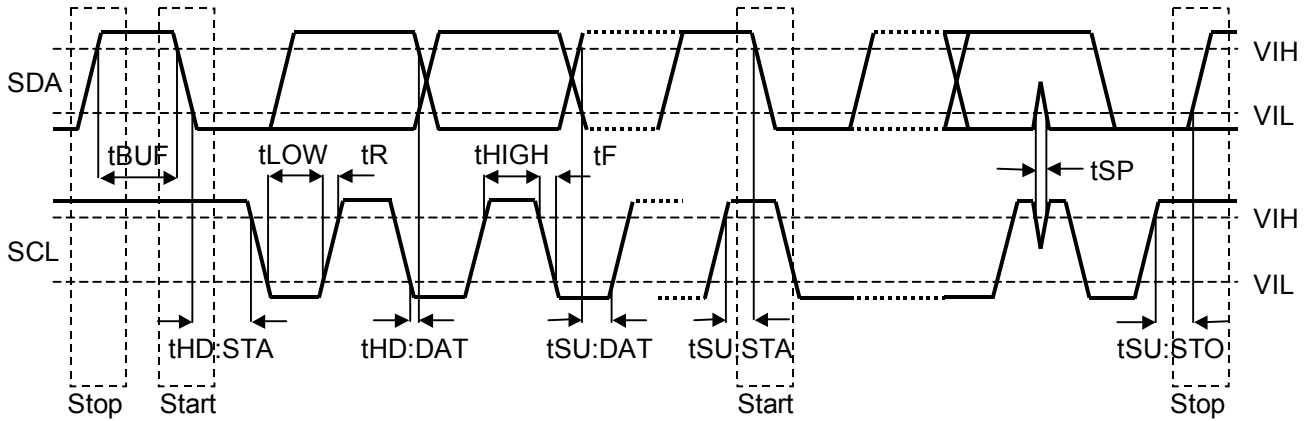 SDA
VIH
VIL
tBUF
tLOW
tR
tHIGH
tF
tSP
SCL
VIH
VIL
tHD:STA
tHD:DAT
tSU:DAT
tSU:STA
tSU:STO
Stop
Start
Start
Stop